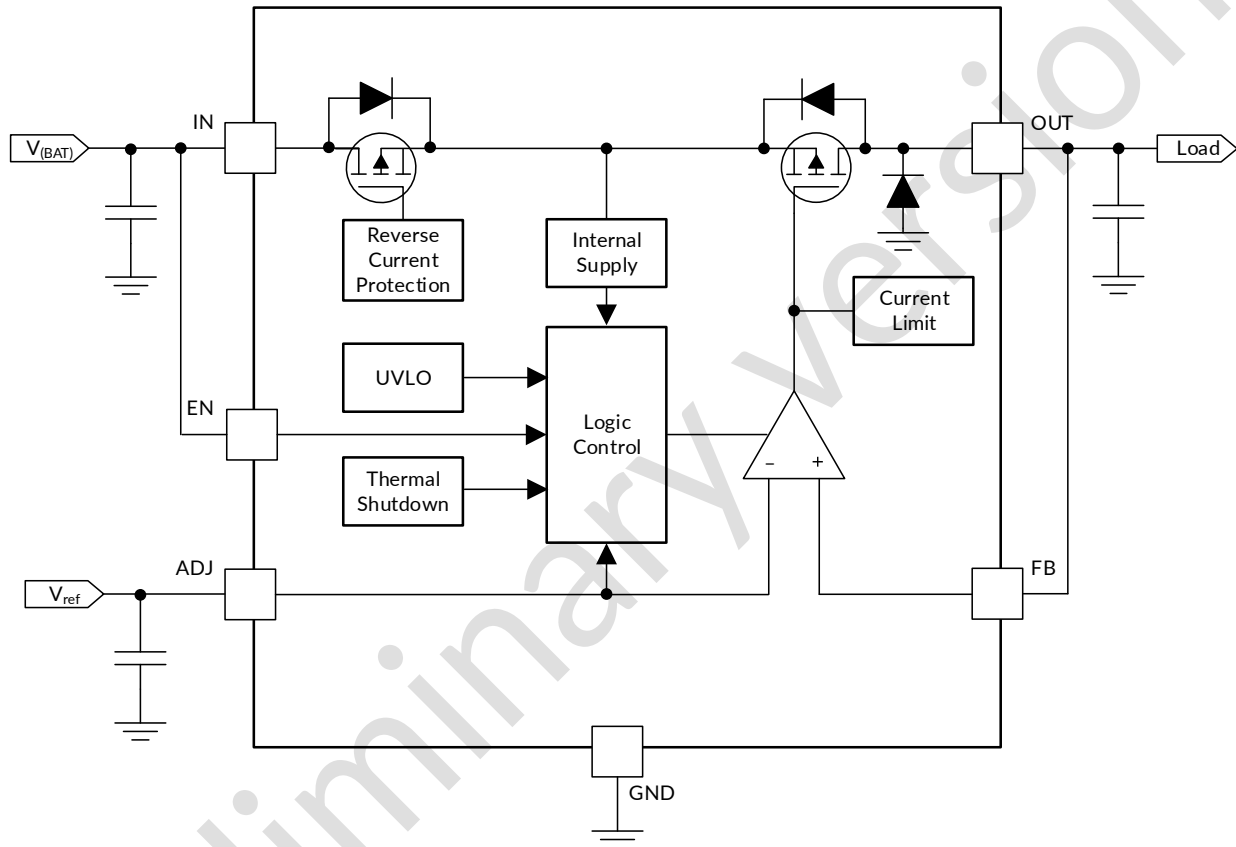 IN
OUT
V(BAT)
Load
Reverse
Current
Protection
Internal
Supply
Current
Limit
UVLO
EN
Logic
Control
- +
Thermal
Shutdown
ADJ
FB
Vref
GND
liminary version